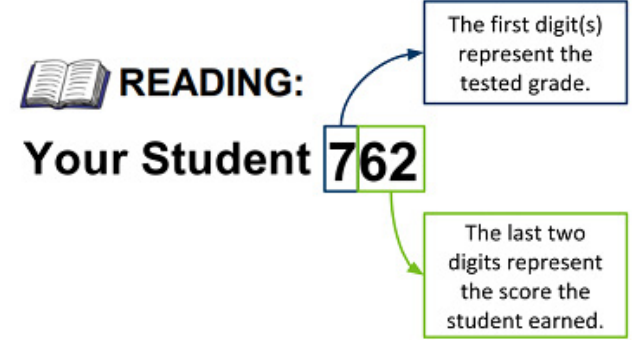 The first digit(s)
represent the
tested grade.
READING:
Your Student 762
The last two
digits represent
the score the
student earned.